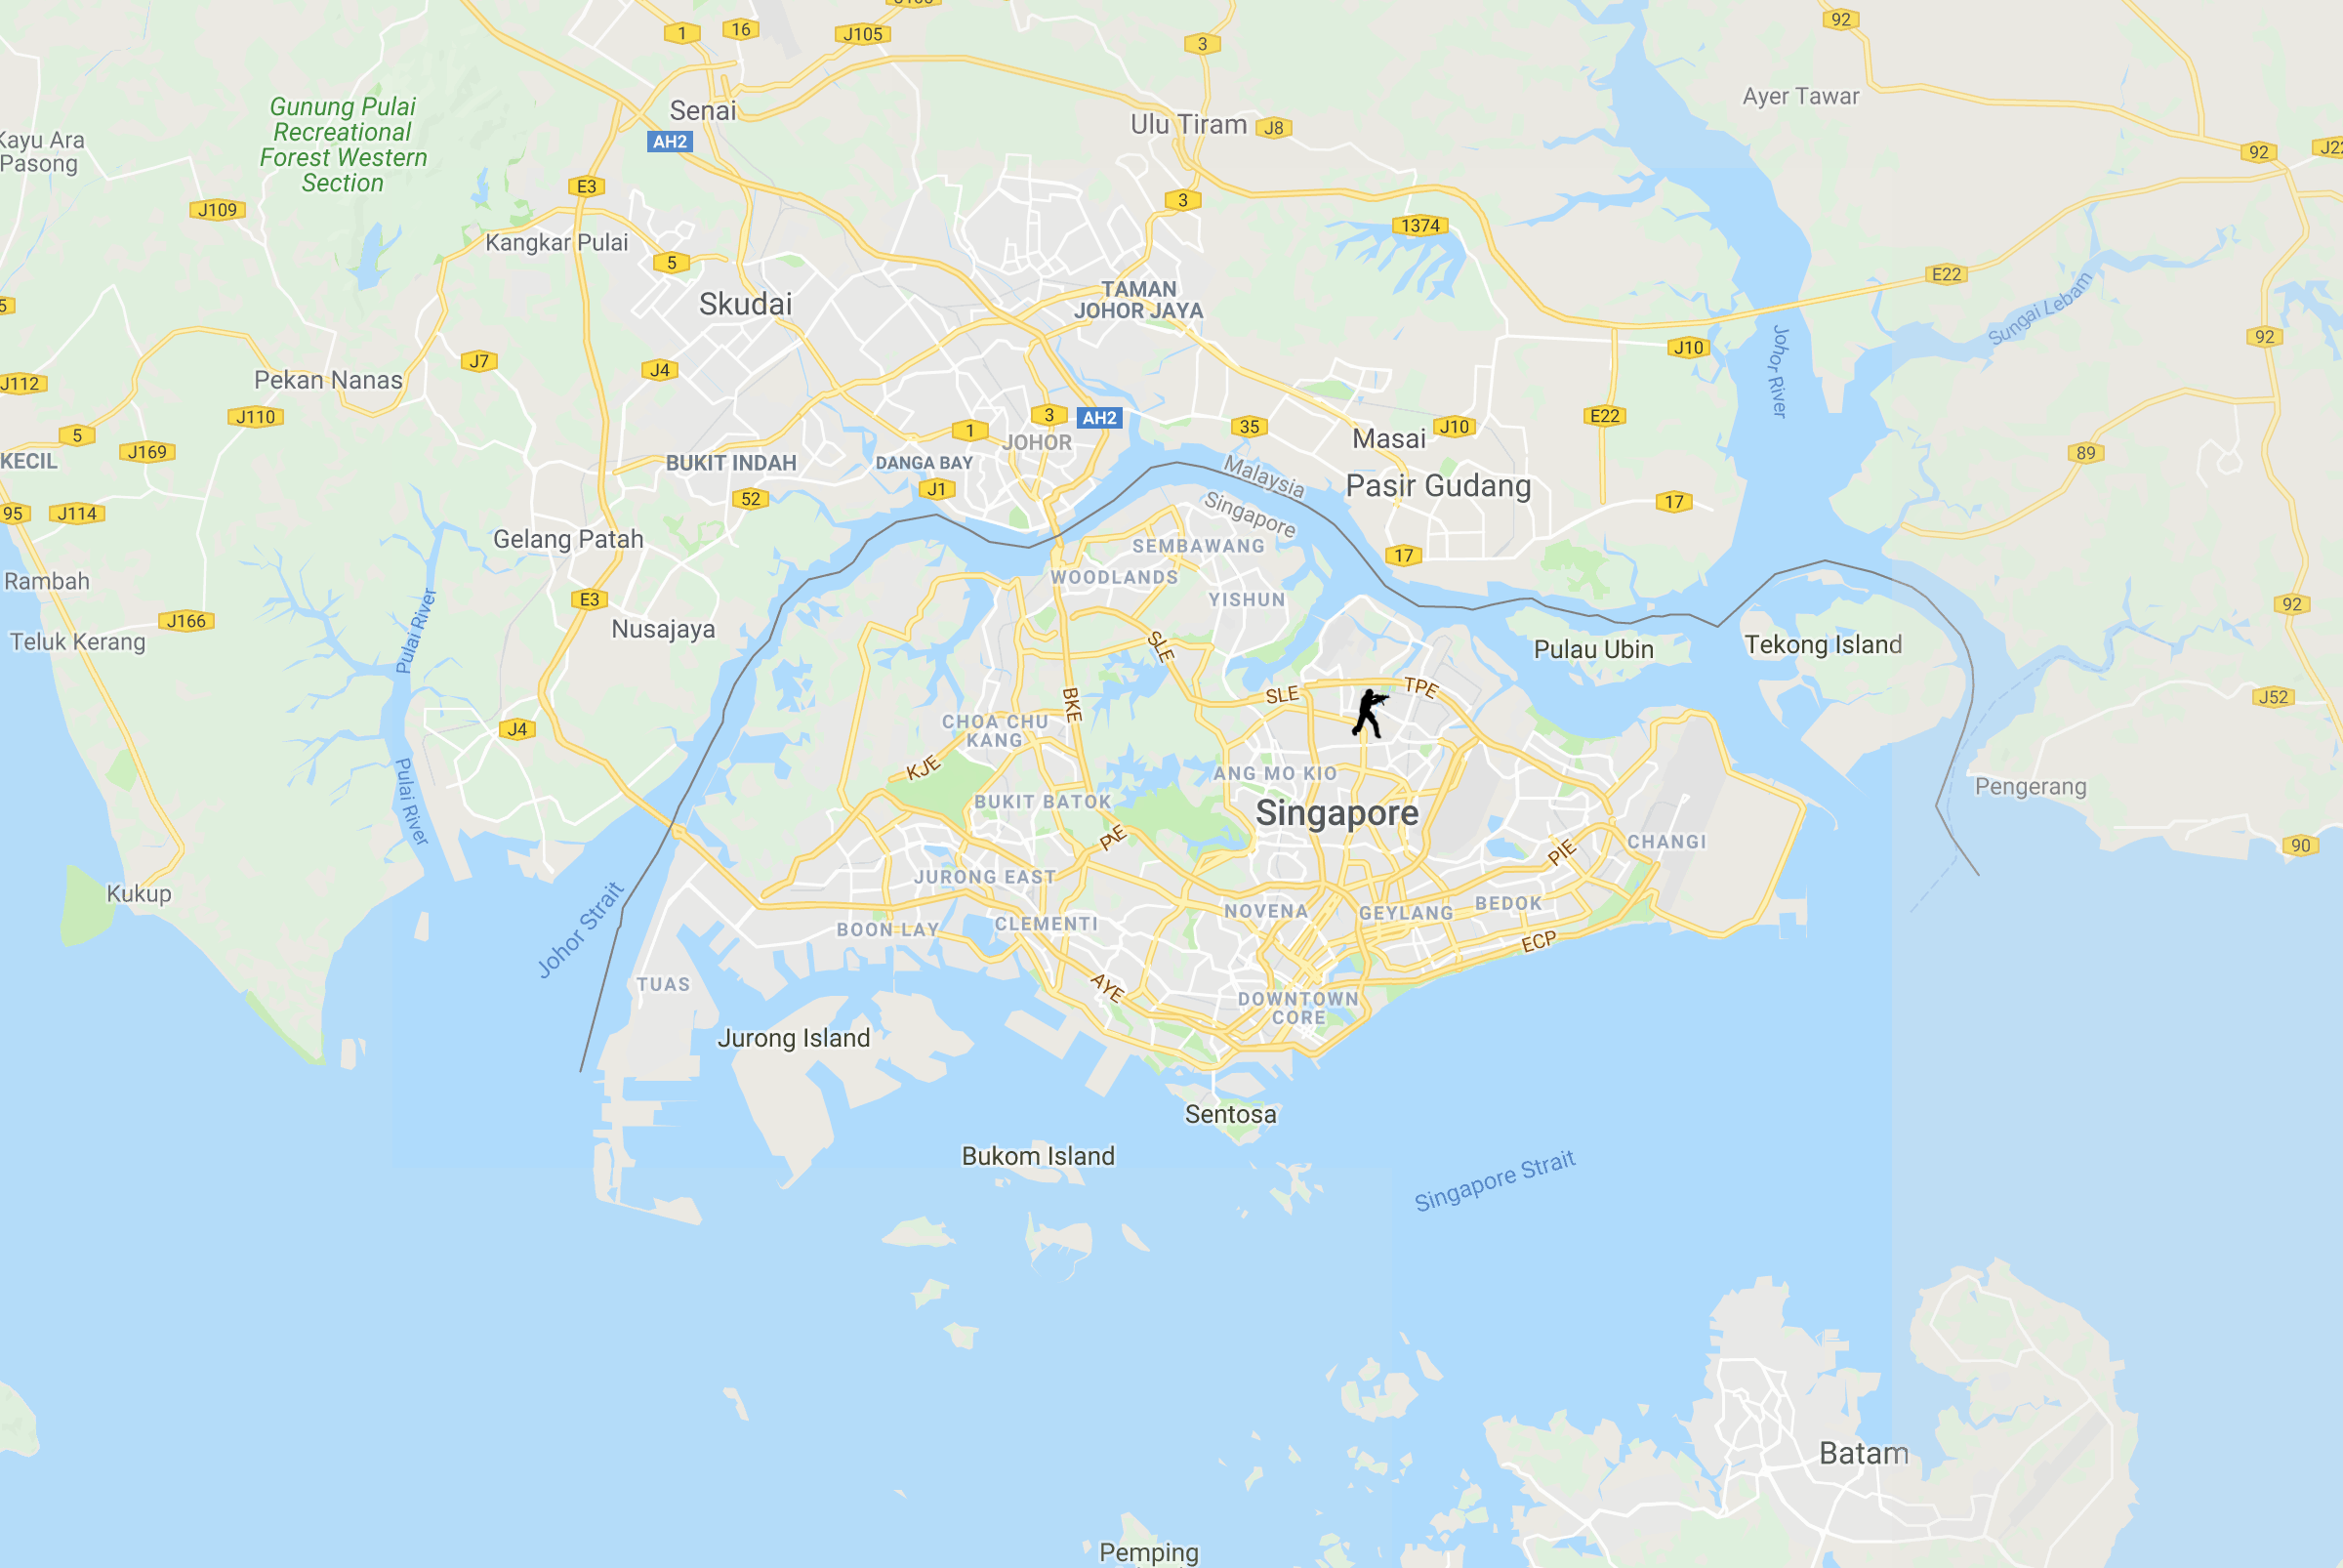 1
16
J105
3
92
Gunung Pulai
Recreational
Forest Western
Section
Senai
AH2
Ulu Tiram
J8
Ayer Tawar
Kayu Ara
Pasong
92
E3
J109
3
1374
Kangkar Pulai
5
E22
Skudai
TAMAN
JOHOR JAYA
Sungai Lebam
5
Johor River
J10
92
J7
J4
Pekan Nanas
J112
J110
3
AH2
1
35
J10
E22
5
JOHOR
Masai
J169
89
KECIL
BUKIT INDAH
DANGA BAY
Malaysia
J1
52
Pasir Gudang
17
95
J114
Singapore
Gelang Patah
SEMBAWANG
17
Rambah
WOODLANDS
YISHUN
E3
92
J166
Nusajaya
Pulai River
Teluk Kerang
SLE
Pulau Ubin
Tekong Island
SLE
TPE
BKE
J52
J4
CHOA CHU
KANG
KJE
ANG MO KIO
Pulai River
Pengerang
BUKIT BATOK
Singapore
PIE
CHANGI
90
JURONG EAST
Kukup
Johor Strait
NOVENA
GEYLANG
BEDOK
BOON LAY
CLEMENTI
ECP
TUAS
AYE
DOWNTOWN
CORE
Jurong Island
Sentosa
Bukom Island
Singapore Strait
Batam
Pemping